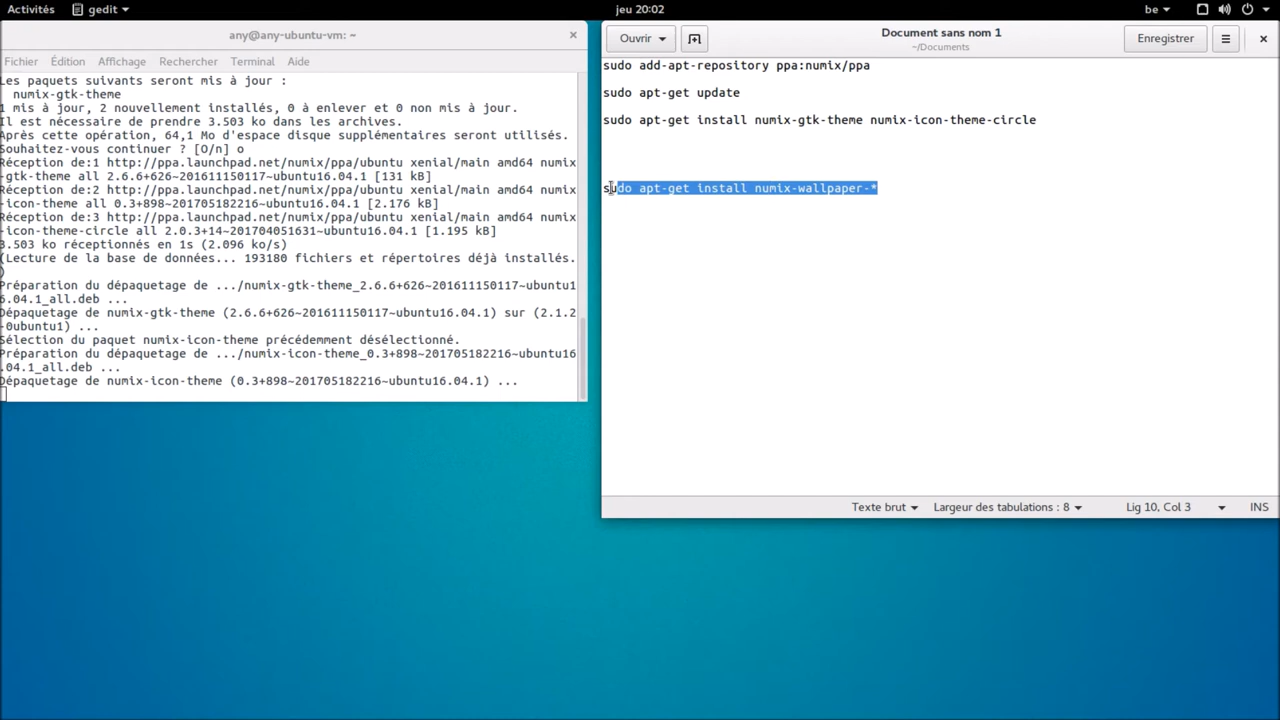 Activités gedit ▾ jeu 20:02 be ▾
any@any-ubuntu-vm: ~ ×
Fichier Édition Affichage Rechercher Terminal Aide
Les paquets suivants seront mis à jour :
numix-gtk-theme
1 mis à jour, 2 nouvellement installés, 0 à enlever et 0 non mis à jour.
Il est nécessaire de prendre 3.503 ko dans les archives.
Après cette opération, 64,1 Mo d'espace disque supplémentaires seront utilisés.
Souhaitez-vous continuer ? [O/n] o
Réception de:1 http://ppa.launchpad.net/numix/ppa/ubuntu xenial/main amd64 numix
-gtk-theme all 2.6.6+626~201611150117~ubuntu16.04.1 [131 kB]
Réception de:2 http://ppa.launchpad.net/numix/ppa/ubuntu xenial/main amd64 numix
-icon-theme all 0.3+898~201705182216~ubuntu16.04.1 [2.176 kB]
Réception de:3 http://ppa.launchpad.net/numix/ppa/ubuntu xenial/main amd64 numix
-icon-theme-circle all 2.0.3+14~201704051631~ubuntu16.04.1 [1.195 kB]
3.503 ko réceptionnés en 1s (2.096 ko/s)
(Lecture de la base de données... 193180 fichiers et répertoires déjà installés.
)
Préparation du dépaquetage de .../numix-gtk-theme_2.6.6+626~201611150117~ubuntu1
6.04.1_all.deb ...
Dépaquetage de numix-gtk-theme (2.6.6+626~201611150117~ubuntu16.04.1) sur (2.1.2
-0ubuntu1) ...
Sélection du paquet numix-icon-theme précédemment désélectionné.
Préparation du dépaquetage de .../numix-icon-theme_0.3+898~201705182216~ubuntu16
.04.1_all.deb ...
Dépaquetage de numix-icon-theme (0.3+898~201705182216~ubuntu16.04.1) ...
Ouvrir ▾ Document sans nom 1 Enregistrer ×
~/Documents
sudo add-apt-repository ppa:numix/ppa
sudo apt-get update
sudo apt-get install numix-gtk-theme numix-icon-theme-circle
sudo apt-get install numix-wallpaper-*
Texte brut ▾ Largeur des tabulations : 8 ▾ Lig 10, Col 3 ▾ INS